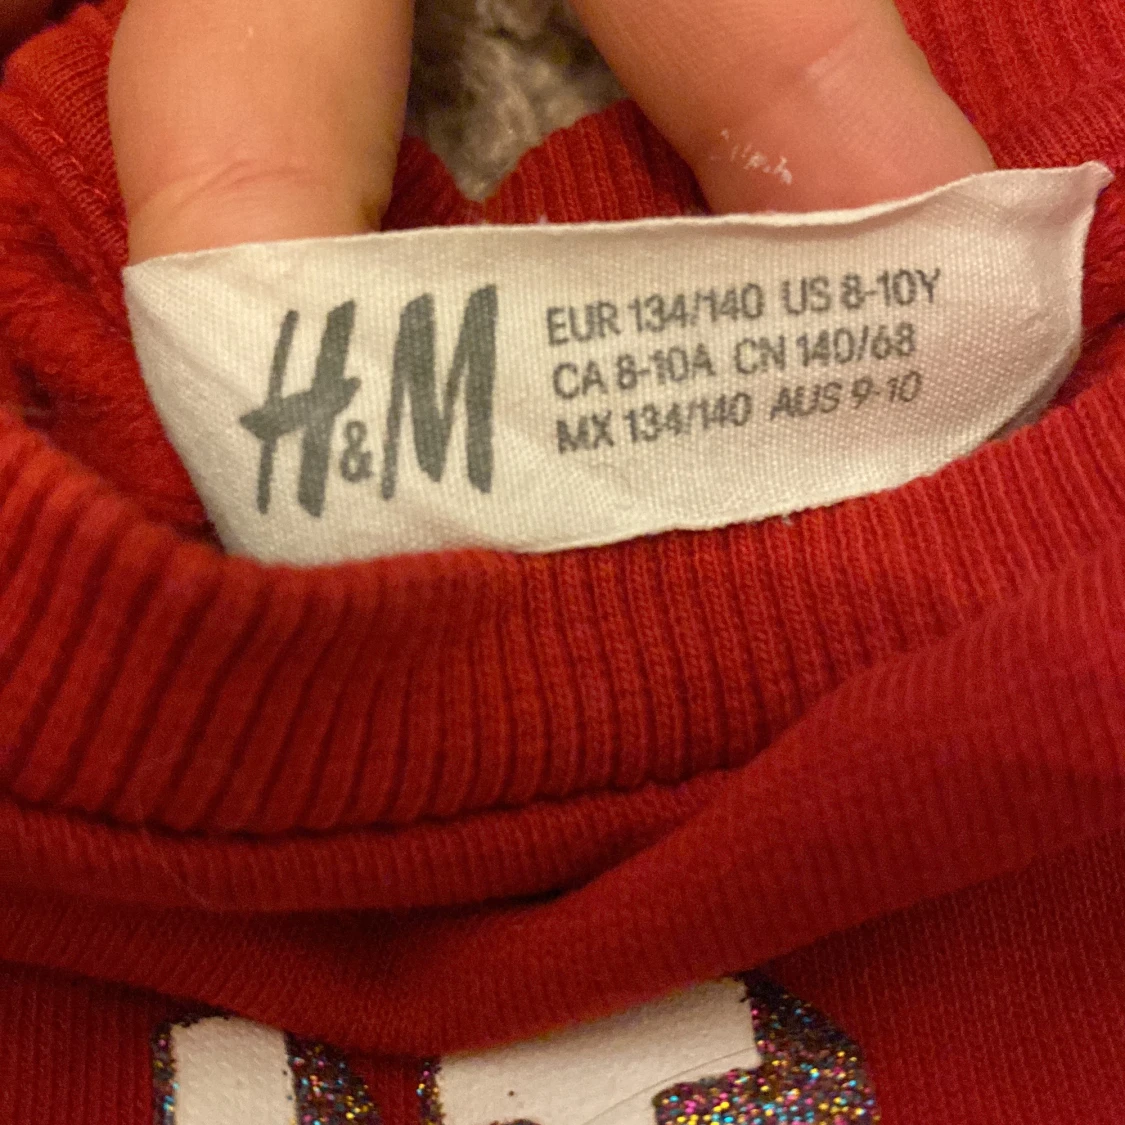 H&M
EUR 134/140 US 8-10Y
CA 8-10A CN 140/68
MX 134/140 AUS 9-10